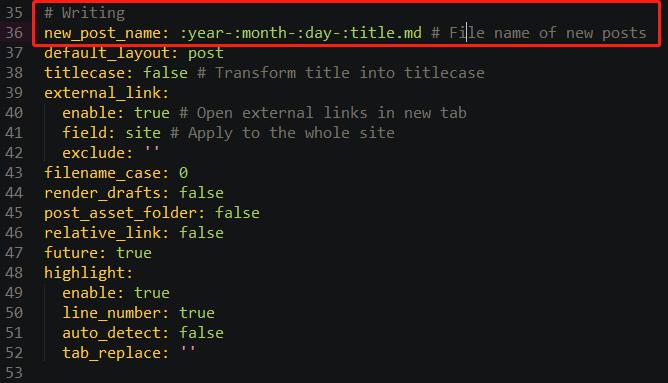 35 # Writing
36 new_post_name: :year-:month-:day-:title.md # File name of new posts
37 default_layout: post
38 titlecase: false # Transform title into titlecase
39 external_link:
40   enable: true # Open external links in new tab
41   field: site # Apply to the whole site
42   exclude: ''
43 filename_case: 0
44 render_drafts: false
45 post_asset_folder: false
46 relative_link: false
47 future: true
48 highlight:
49   enable: true
50   line_number: true
51   auto_detect: false
52   tab_replace: ''
53